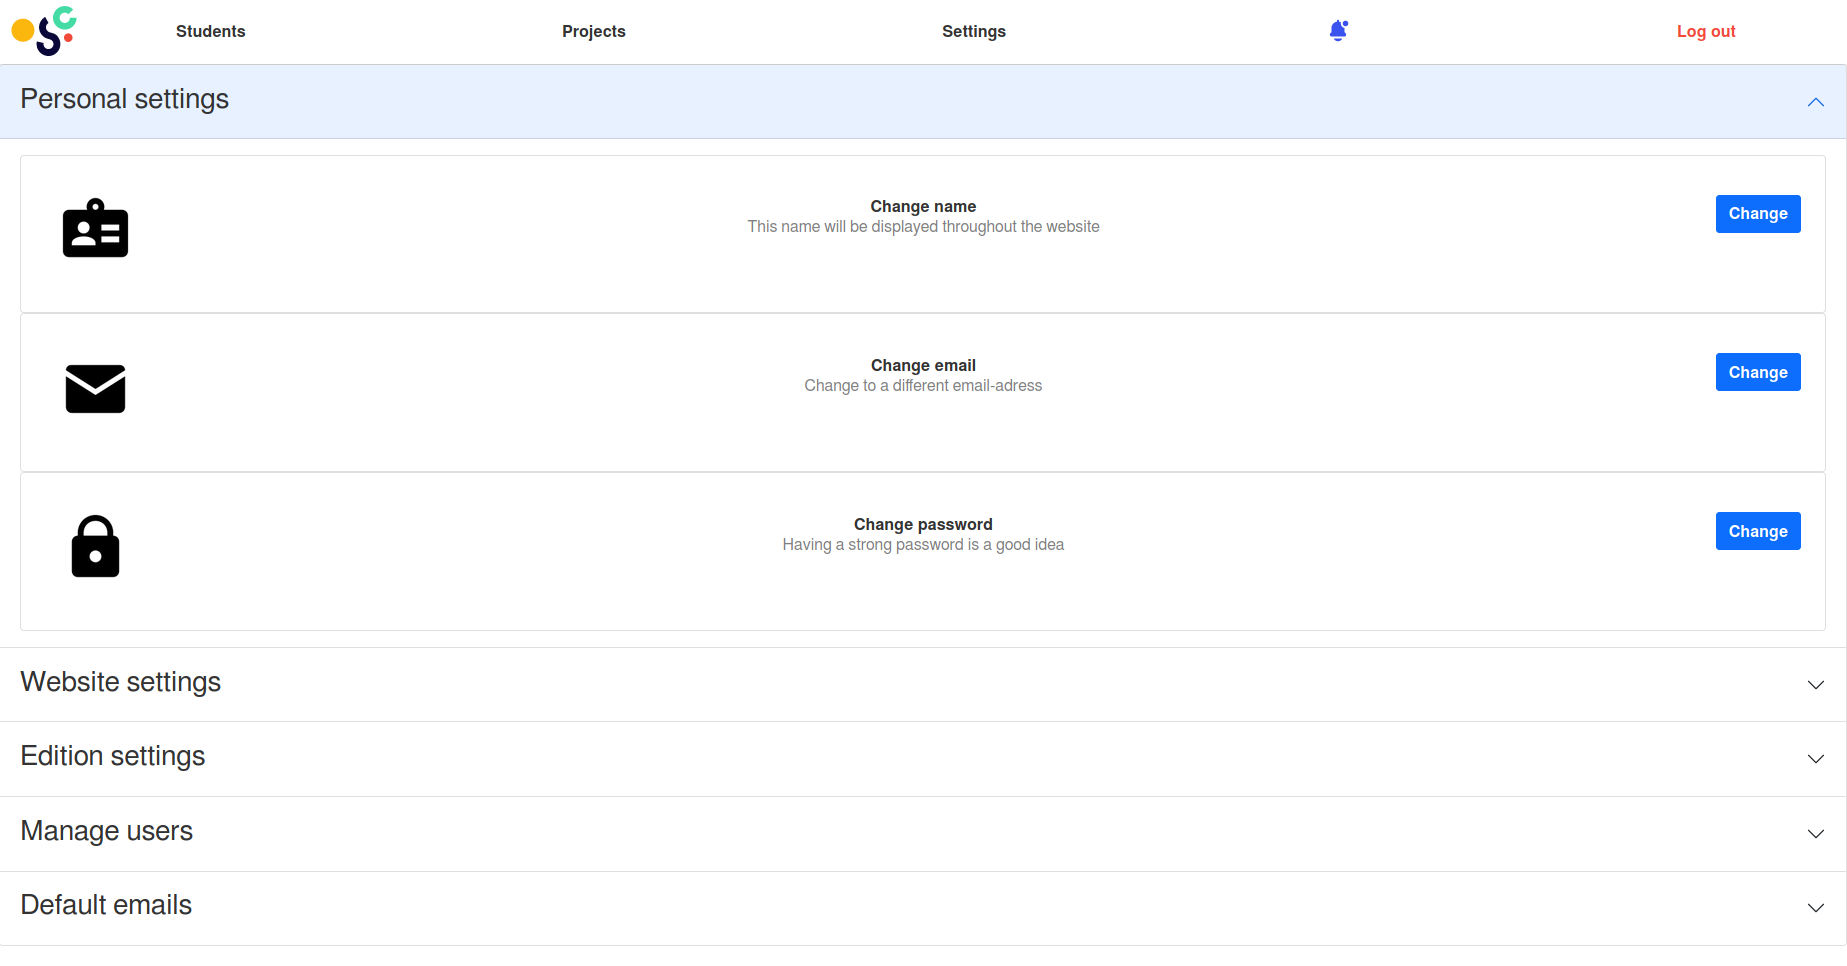 Students Projects Settings Log out
Personal settings
Change name
This name will be displayed throughout the website
Change
Change email
Change to a different email-adress
Change
Change password
Having a strong password is a good idea
Change
Website settings
Edition settings
Manage users
Default emails